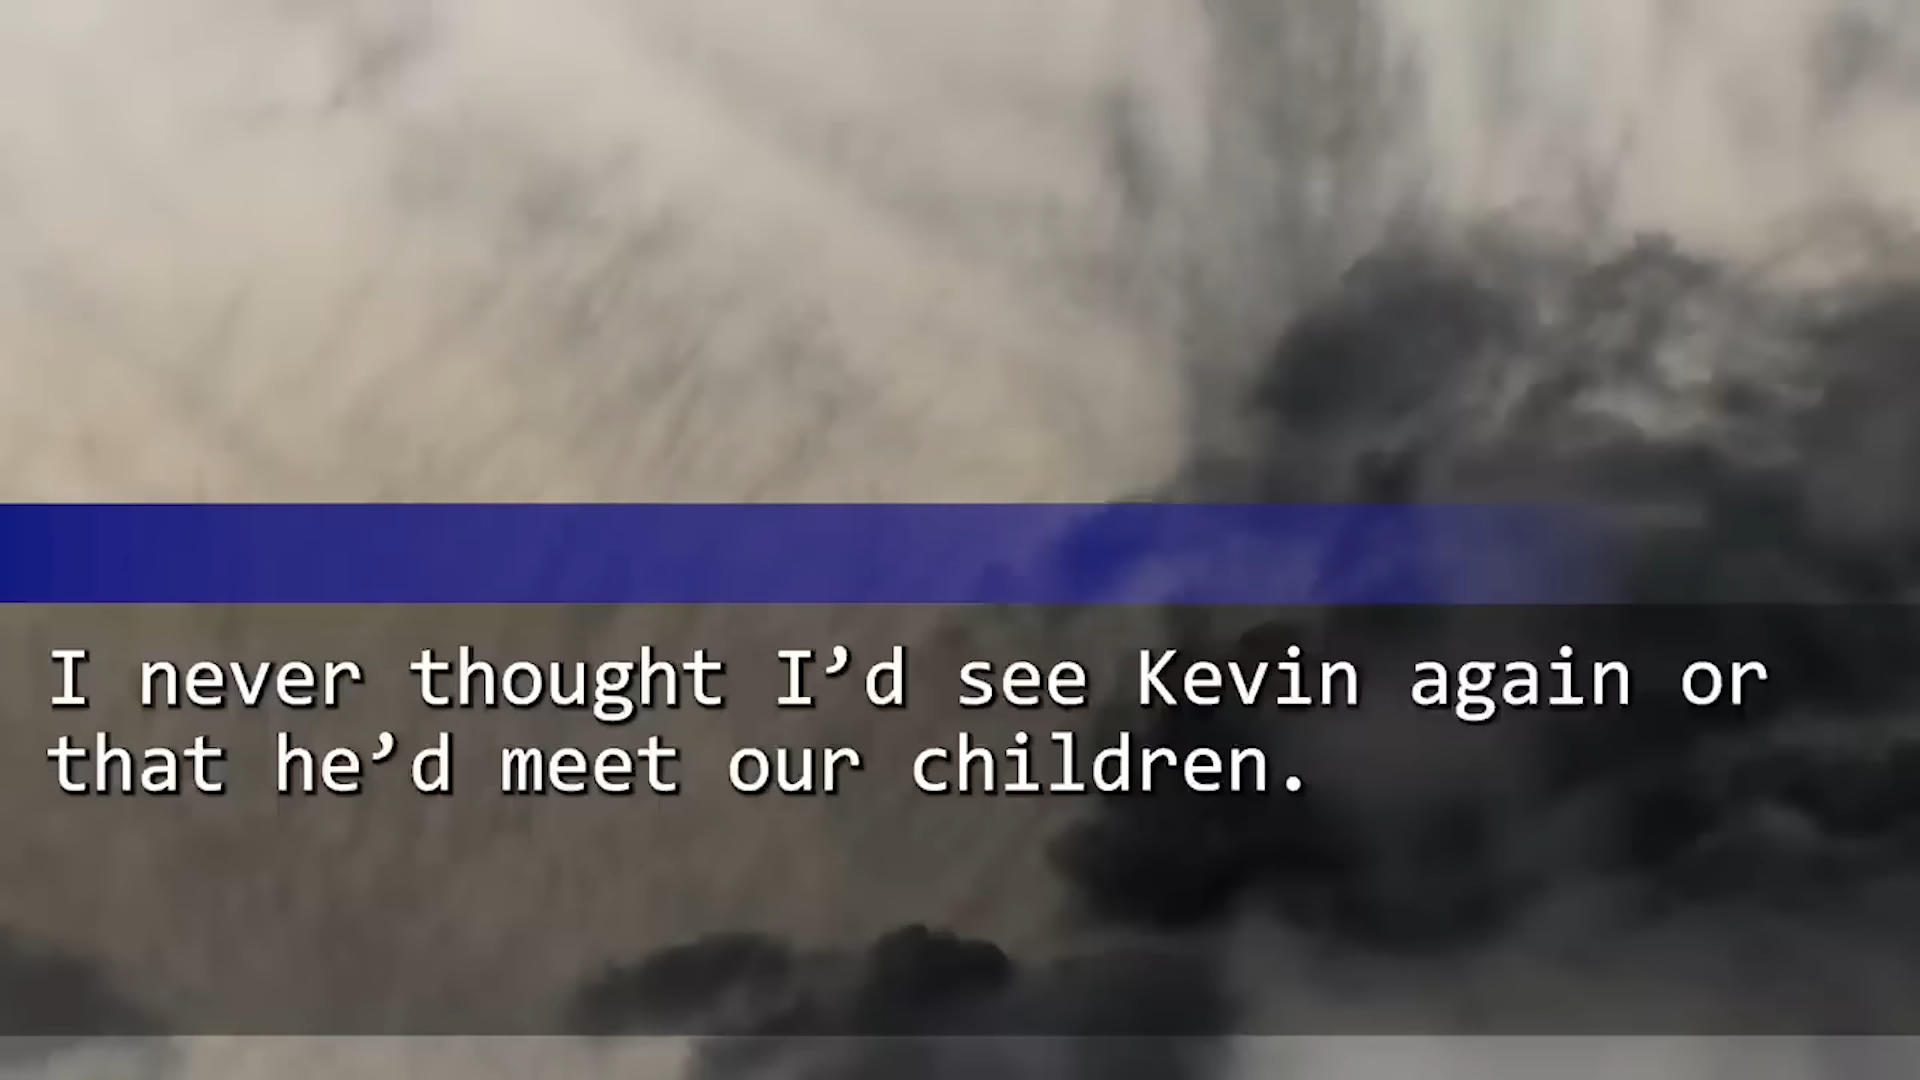 I never thought I’d see Kevin again or
that he’d meet our children.